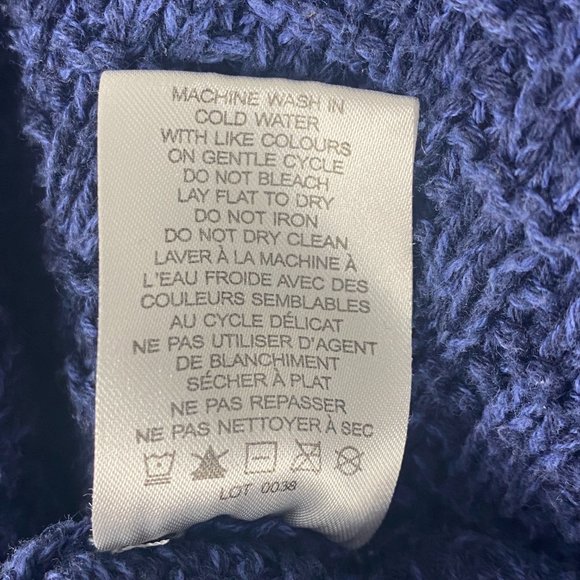 MACHINE WASH IN
COLD WATER
WITH LIKE COLOURS
ON GENTLE CYCLE
DO NOT BLEACH
LAY FLAT TO DRY
DO NOT IRON
DO NOT DRY CLEAN
LAVER À LA MACHINE À
L'EAU FROIDE AVEC DES
COULEURS SEMBLABLES
AU CYCLE DÉLICAT
NE PAS UTILISER D'AGENT
DE BLANCHIMENT
SÉCHER À PLAT
NE PAS REPASSER
NE PAS NETTOYER À SEC
LOT 0038